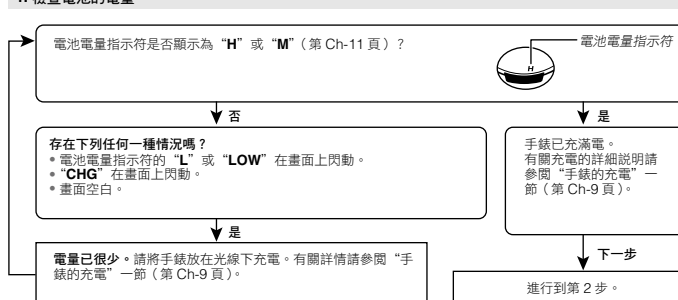 1. 檢查電池的電量
電池電量指示符是否顯示為“H”或“M”(第 Ch-11 頁)?
電池電量指示符
H
否
是
存在下列任何一種情況嗎?
• 電池電量指示符的“L”或“LOW”在畫面上閃動。
• “CHG”在畫面上閃動。
• 畫面空白。
手錶已充滿電。
有關充電的詳細説明請
參閲“手錶的充電”一
節(第 Ch-9 頁)。
是
電量已很少。請將手錶放在光線下充電。有關詳情請參閲“手
錶的充電”一節(第 Ch-9 頁)。
下一步
進行到第 2 步。